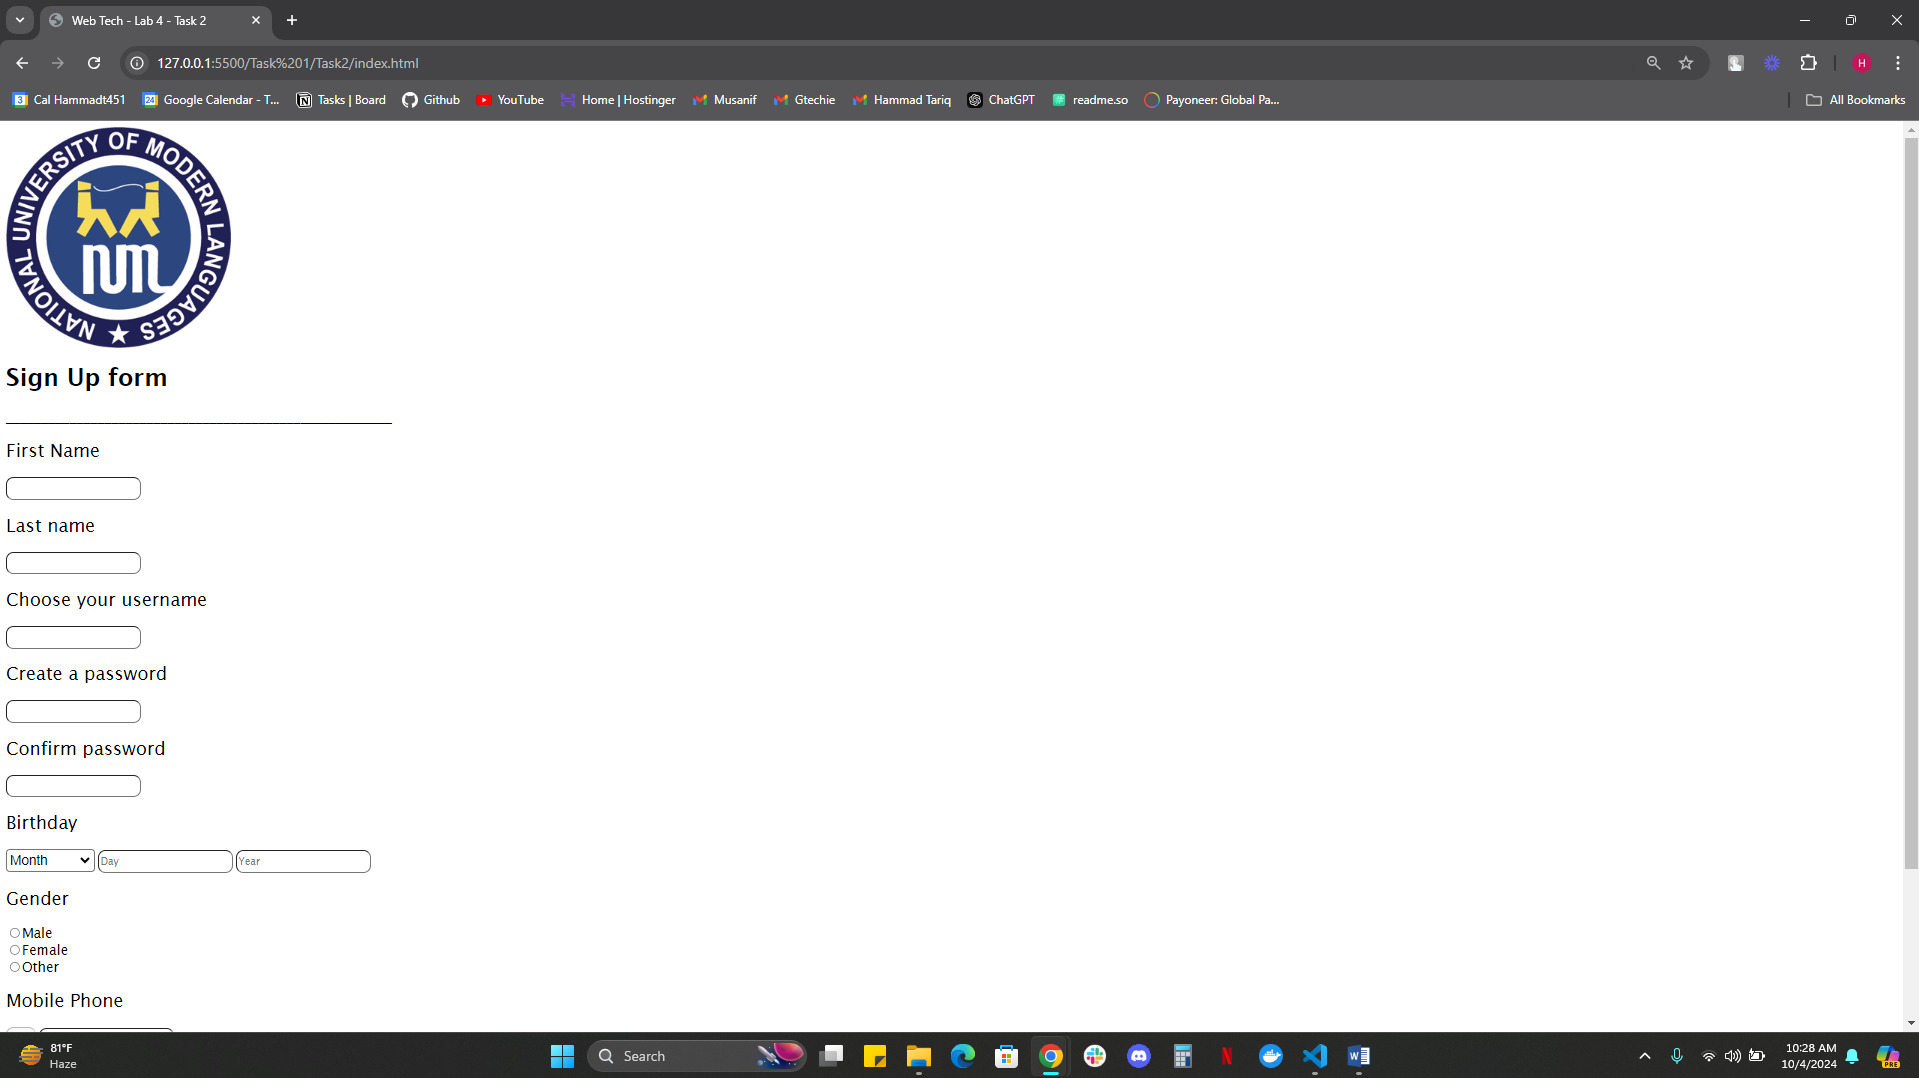 Web Tech - Lab 4 - Task 2
127.0.0.1:5500/Task%201/Task2/index.html
Cal Hammadt451 Google Calendar - T... Tasks | Board Github YouTube Home | Hostinger Musanif Gtechie Hammad Tariq ChatGPT readme.so Payoneer: Global Pa... All Bookmarks
NATIONAL UNIVERSITY OF MODERN LANGUAGES
num
Sign Up form
First Name
Last name
Choose your username
Create a password
Confirm password
Birthday
Month Day Year
Gender
Male
Female
Other
Mobile Phone
81°F
Haze
Search
10:28 AM
10/4/2024
PRE